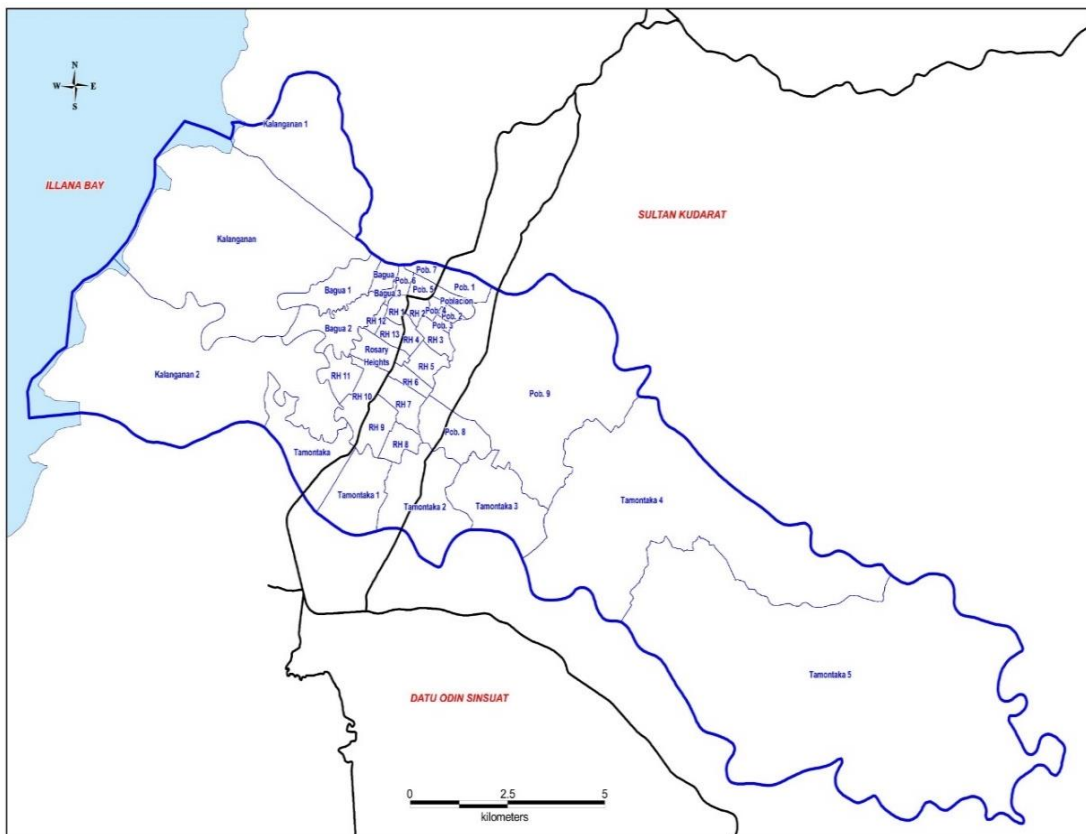 N
W E
S
Kalanganan 1
ILLANA BAY
SULTAN KUDARAT
Kalanganan
Pob. 7
Bagua
Pob. 6
Pob. 1
Bagua 1
Bagua 3
Pob. 5
Poblacion
RH 1
RH 2
Pob. 4
Pob. 2
RH 12
Pob. 3
Bagua 2
RH 13
RH 4
RH 3
Rosary
Heights
RH 5
Kalanganan 2
RH 11
RH 6
Pob. 9
RH 10
RH 7
RH 9
Pob. 8
RH 8
Tamontaka
Tamontaka 1
Tamontaka 2
Tamontaka 3
Tamontaka 4
Tamontaka 5
DATU ODIN SINSUAT
0 2.5 5
kilometers